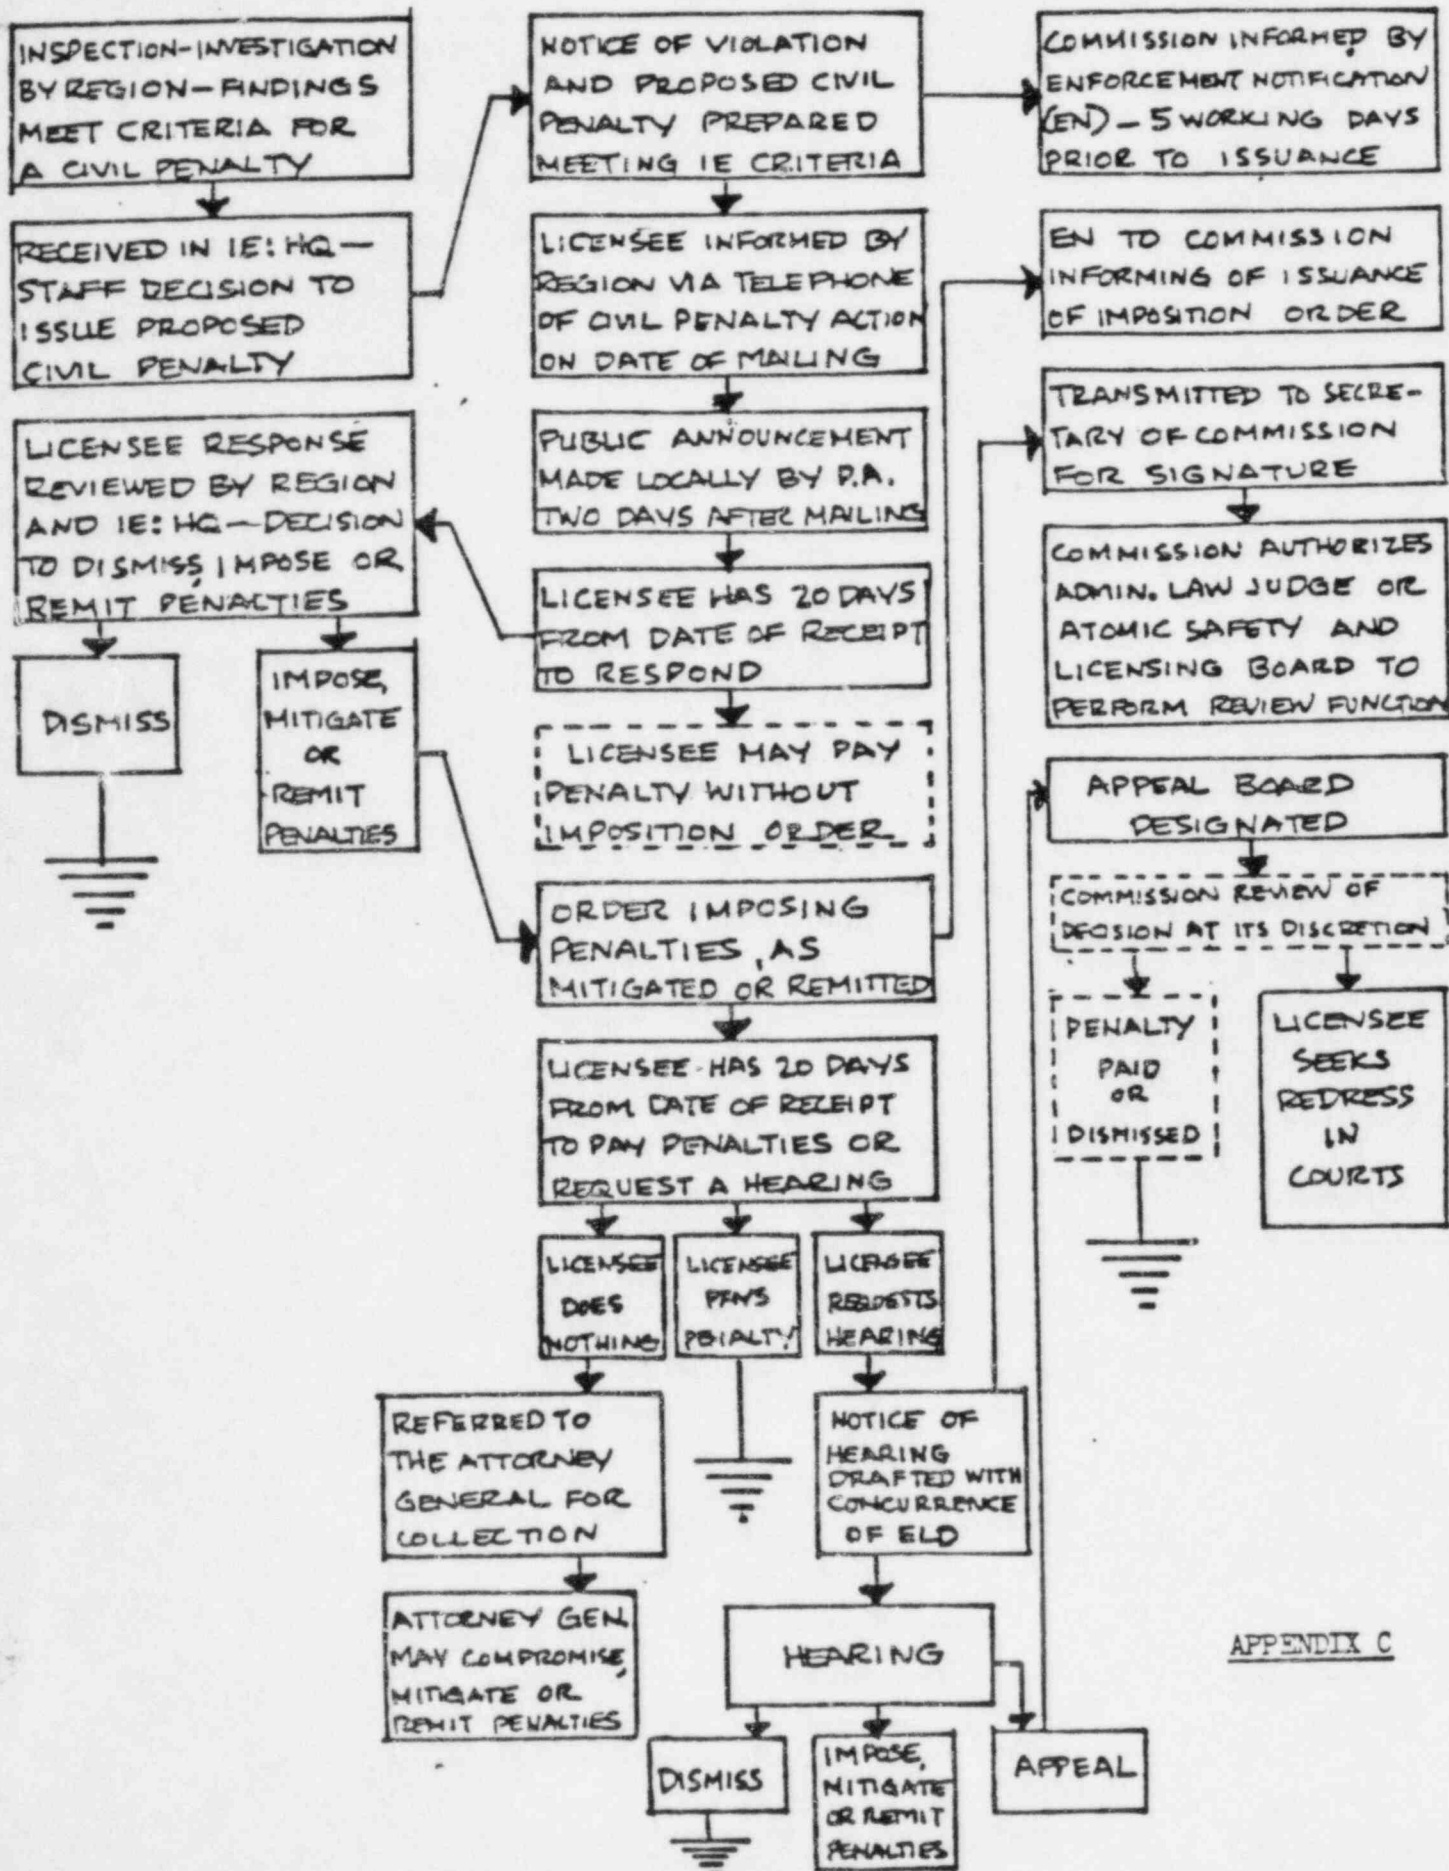 INSPECTION-INVESTIGATION
BY REGION-FINDINGS
MEET CRITERIA FOR
A CIVIL PENALTY
RECEIVED IN IE: HQ-
STAFF DECISION TO
ISSUE PROPOSED
CIVIL PENALTY
LICENSEE RESPONSE
REVIEWED BY REGION
AND IE: HQ-DECISION
TO DISMISS, IMPOSE OR
REMIT PENALTIES
DISMISS
IMPOSE,
MITIGATE
OR
REMIT
PENALTIES
NOTICE OF VIOLATION
AND PROPOSED CIVIL
PENALTY PREPARED
MEETING IE CRITERIA
LICENSEE INFORMED BY
REGION VIA TELEPHONE
OF CIVIL PENALTY ACTION
ON DATE OF MAILING
PUBLIC ANNOUNCEMENT
MADE LOCALLY BY P.A.
TWO DAYS AFTER MAILING
LICENSEE HAS 20 DAYS
FROM DATE OF RECEIPT
TO RESPOND
LICENSEE MAY PAY
PENALTY WITHOUT
IMPOSITION ORDER
ORDER IMPOSING
PENALTIES, AS
MITIGATED OR REMITTED
LICENSEE HAS 20 DAYS
FROM DATE OF RECEIPT
TO PAY PENALTIES OR
REQUEST A HEARING
LICENSEE
DOES
NOTHING
LICENSEE
PAYS
PENALTY
LICENSEE
REQUESTS
HEARING
REFERRED TO
THE ATTORNEY
GENERAL FOR
COLLECTION
ATTORNEY GEN.
MAY COMPROMISE,
MITIGATE OR
REMIT PENALTIES
NOTICE OF
HEARING
DRAFTED WITH
CONCURRENCE
OF ELD
HEARING
DISMISS
IMPOSE,
MITIGATE
OR REMIT
PENALTIES
APPEAL
COMMISSION INFORMED BY
ENFORCEMENT NOTIFICATION
(EN)-5 WORKING DAYS
PRIOR TO ISSUANCE
EN TO COMMISSION
INFORMING OF ISSUANCE
OF IMPOSITION ORDER
TRANSMITTED TO SECRE-
TARY OF COMMISSION
FOR SIGNATURE
COMMISSION AUTHORIZES
ADMIN. LAW JUDGE OR
ATOMIC SAFETY AND
LICENSING BOARD TO
PERFORM REVIEW FUNCTION
APPEAL BOARD
DESIGNATED
COMMISSION REVIEW OF
DECISION AT ITS DISCRETION
PENALTY
PAID
OR
DISMISSED
LICENSEE
SEEKS
REDRESS
IN
COURTS
APPENDIX C